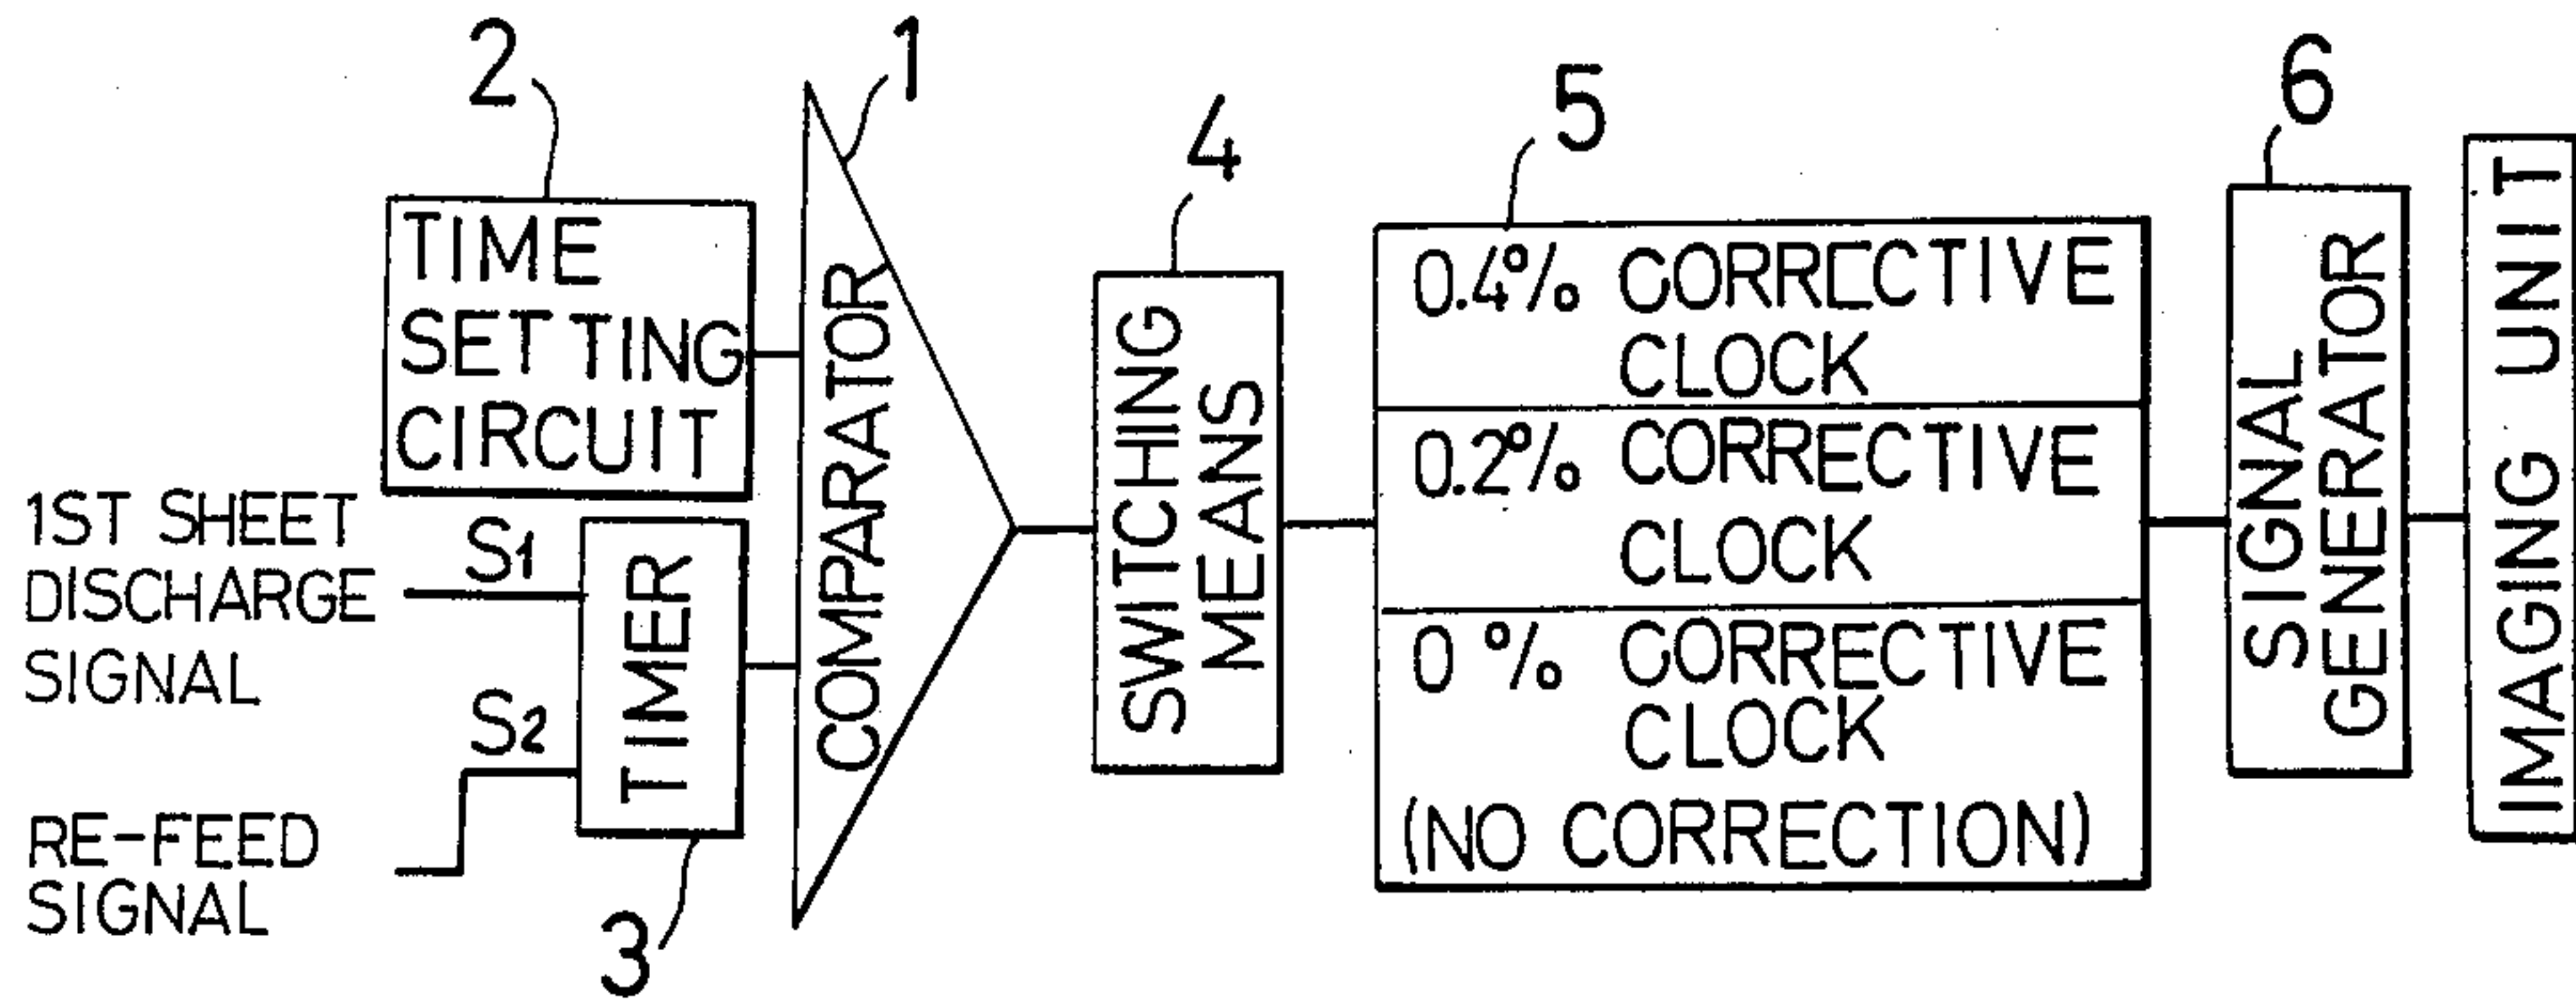 2
TIME
SETTING
CIRCUIT
1
COMPARATOR
1ST SHEET
DISCHARGE
SIGNAL
S1
S2
RE-FEED
SIGNAL
TIMER
3
4
SWITCHING
MEANS
5
0.4% CORRECTIVE
CLOCK
0.2% CORRECTIVE
CLOCK
0 % CORRECTIVE
CLOCK
(NO CORRECTION)
6
SIGNAL
GENERATOR
IMAGING UNIT